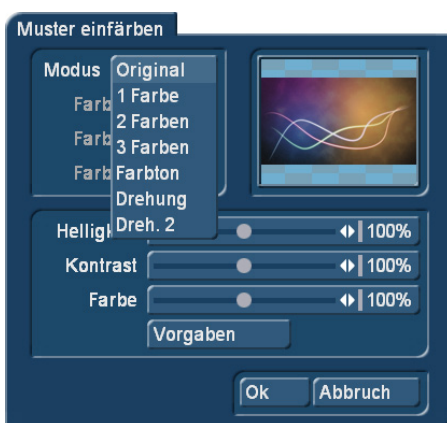 Muster einfärben
Modus Original
1 Farbe
Farb
2 Farben
Farb
3 Farben
Farb
Farbton
Drehung
Dreh. 2
Hellig 100%
Kontrast 100%
Farbe 100%
Vorgaben
Ok Abbruch